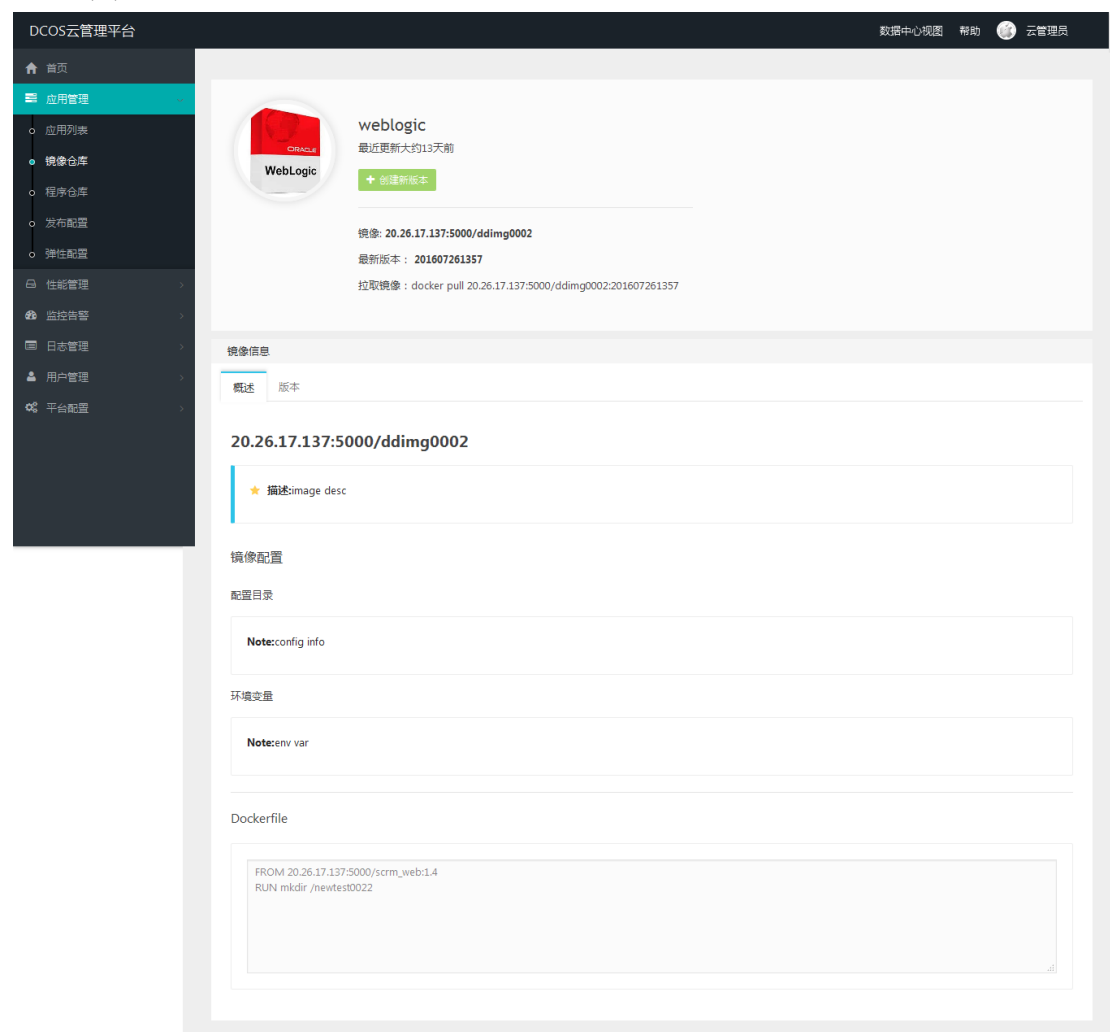 DCOS云管理平台
数据中心视图 帮助 云管理员
首页
应用管理
应用列表
镜像仓库
程序仓库
发布配置
弹性配置
性能管理
监控告警
日志管理
用户管理
平台配置
ORACLE
WebLogic
weblogic
最近更新大约13天前
创建新版本
镜像: 20.26.17.137:5000/ddimg0002
最新版本： 201607261357
拉取镜像：docker pull 20.26.17.137:5000/ddimg0002:201607261357
镜像信息
概述 版本
20.26.17.137:5000/ddimg0002
描述:image desc
镜像配置
配置目录
Note:config info
环境变量
Note:env var
Dockerfile
FROM 20.26.17.137:5000/scrm_web:1.4
RUN mkdir /newtest0022